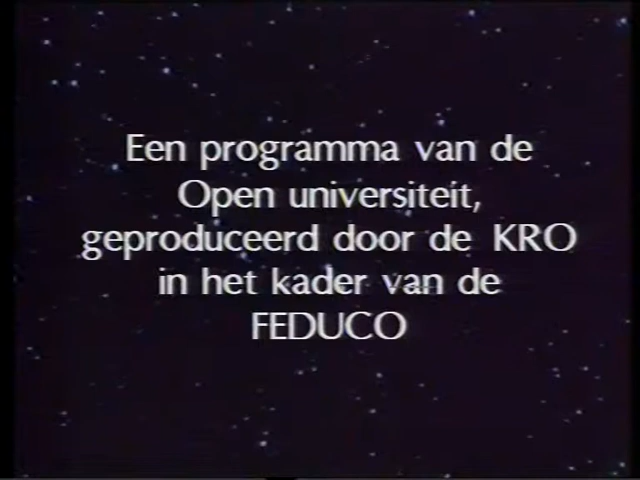 Een programma van de
Open universiteit,
geproduceerd door de KRO
in het kader van de
FEDUCO